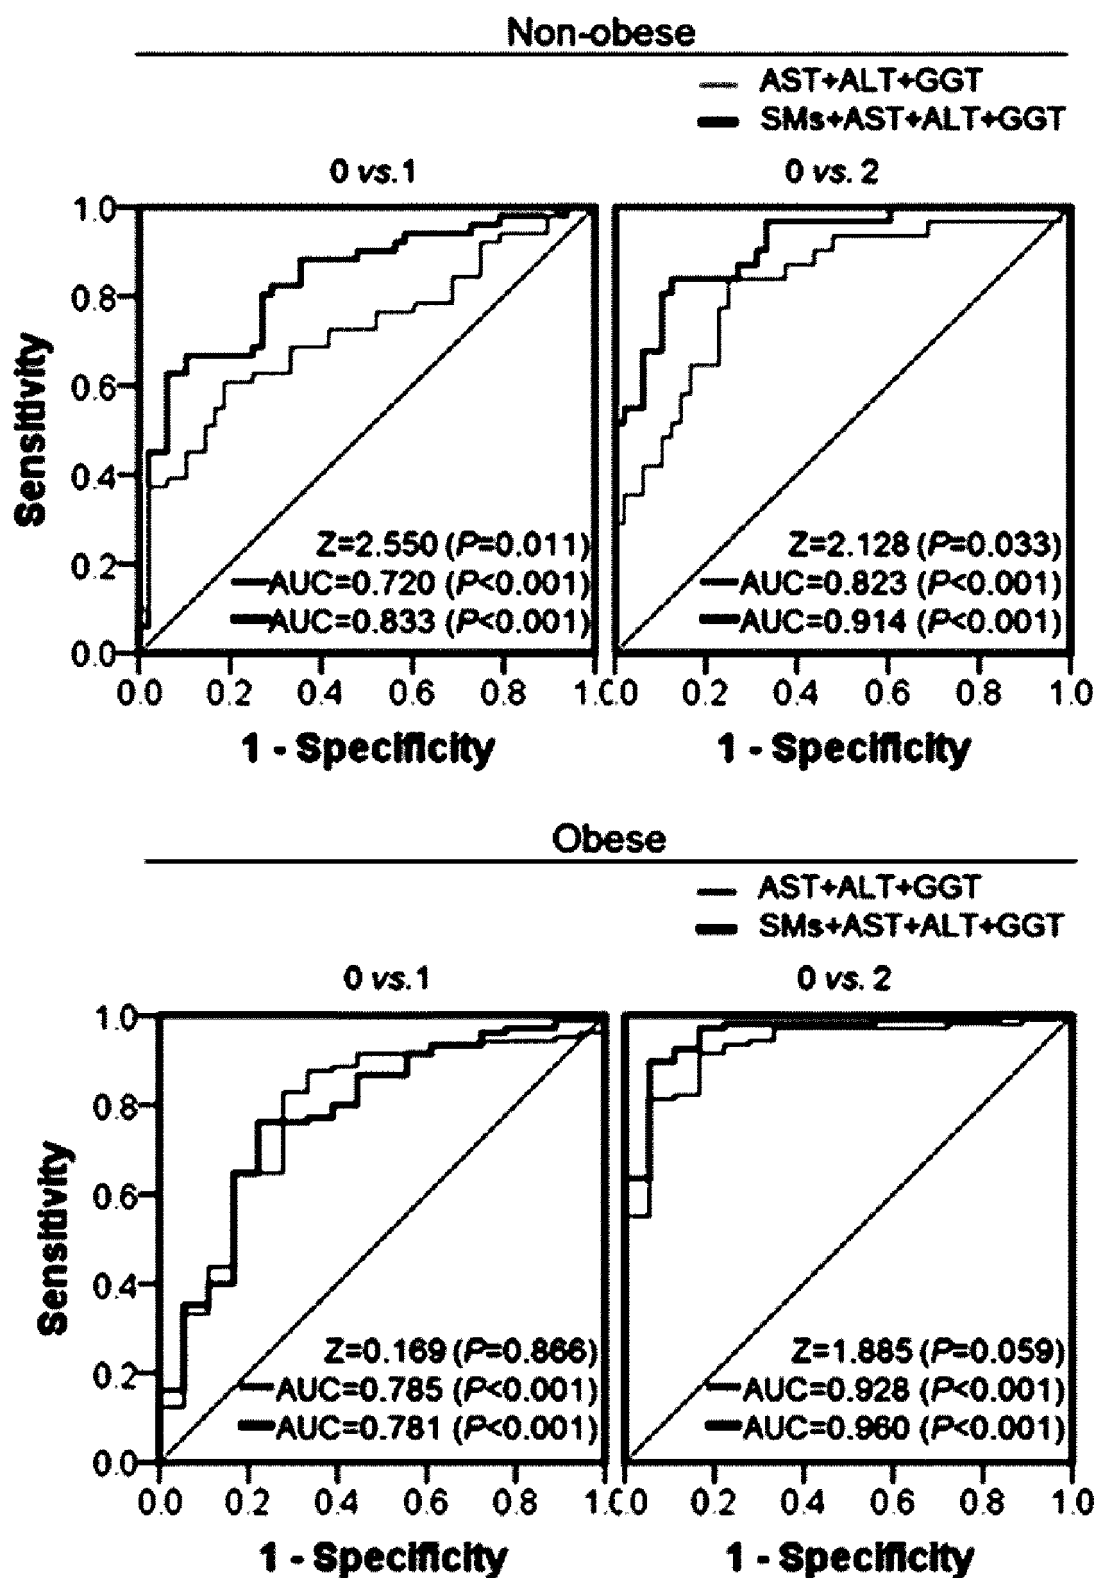 Non-obese
AST+ALT+GGT
SMs+AST+ALT+GGT
0 vs.1
0 vs. 2
Sensitivity
1.0
0.8
0.6
0.4
0.2
0.0
Z=2.550 (P=0.011)
AUC=0.720 (P<0.001)
AUC=0.833 (P<0.001)
Z=2.128 (P=0.033)
AUC=0.823 (P<0.001)
AUC=0.914 (P<0.001)
0.0 0.2 0.4 0.6 0.8 1.0
0.2 0.4 0.6 0.8 1.0
1 - Specificity
1 - Specificity
Obese
AST+ALT+GGT
SMs+AST+ALT+GGT
0 vs.1
0 vs. 2
Sensitivity
1.0
0.8
0.6
0.4
0.2
0.0
Z=0.169 (P=0.866)
AUC=0.785 (P<0.001)
AUC=0.781 (P<0.001)
Z=1.885 (P=0.059)
AUC=0.928 (P<0.001)
AUC=0.960 (P<0.001)
0.0 0.2 0.4 0.6 0.8 1.0
0.2 0.4 0.6 0.8 1.0
1 - Specificity
1 - Specificity